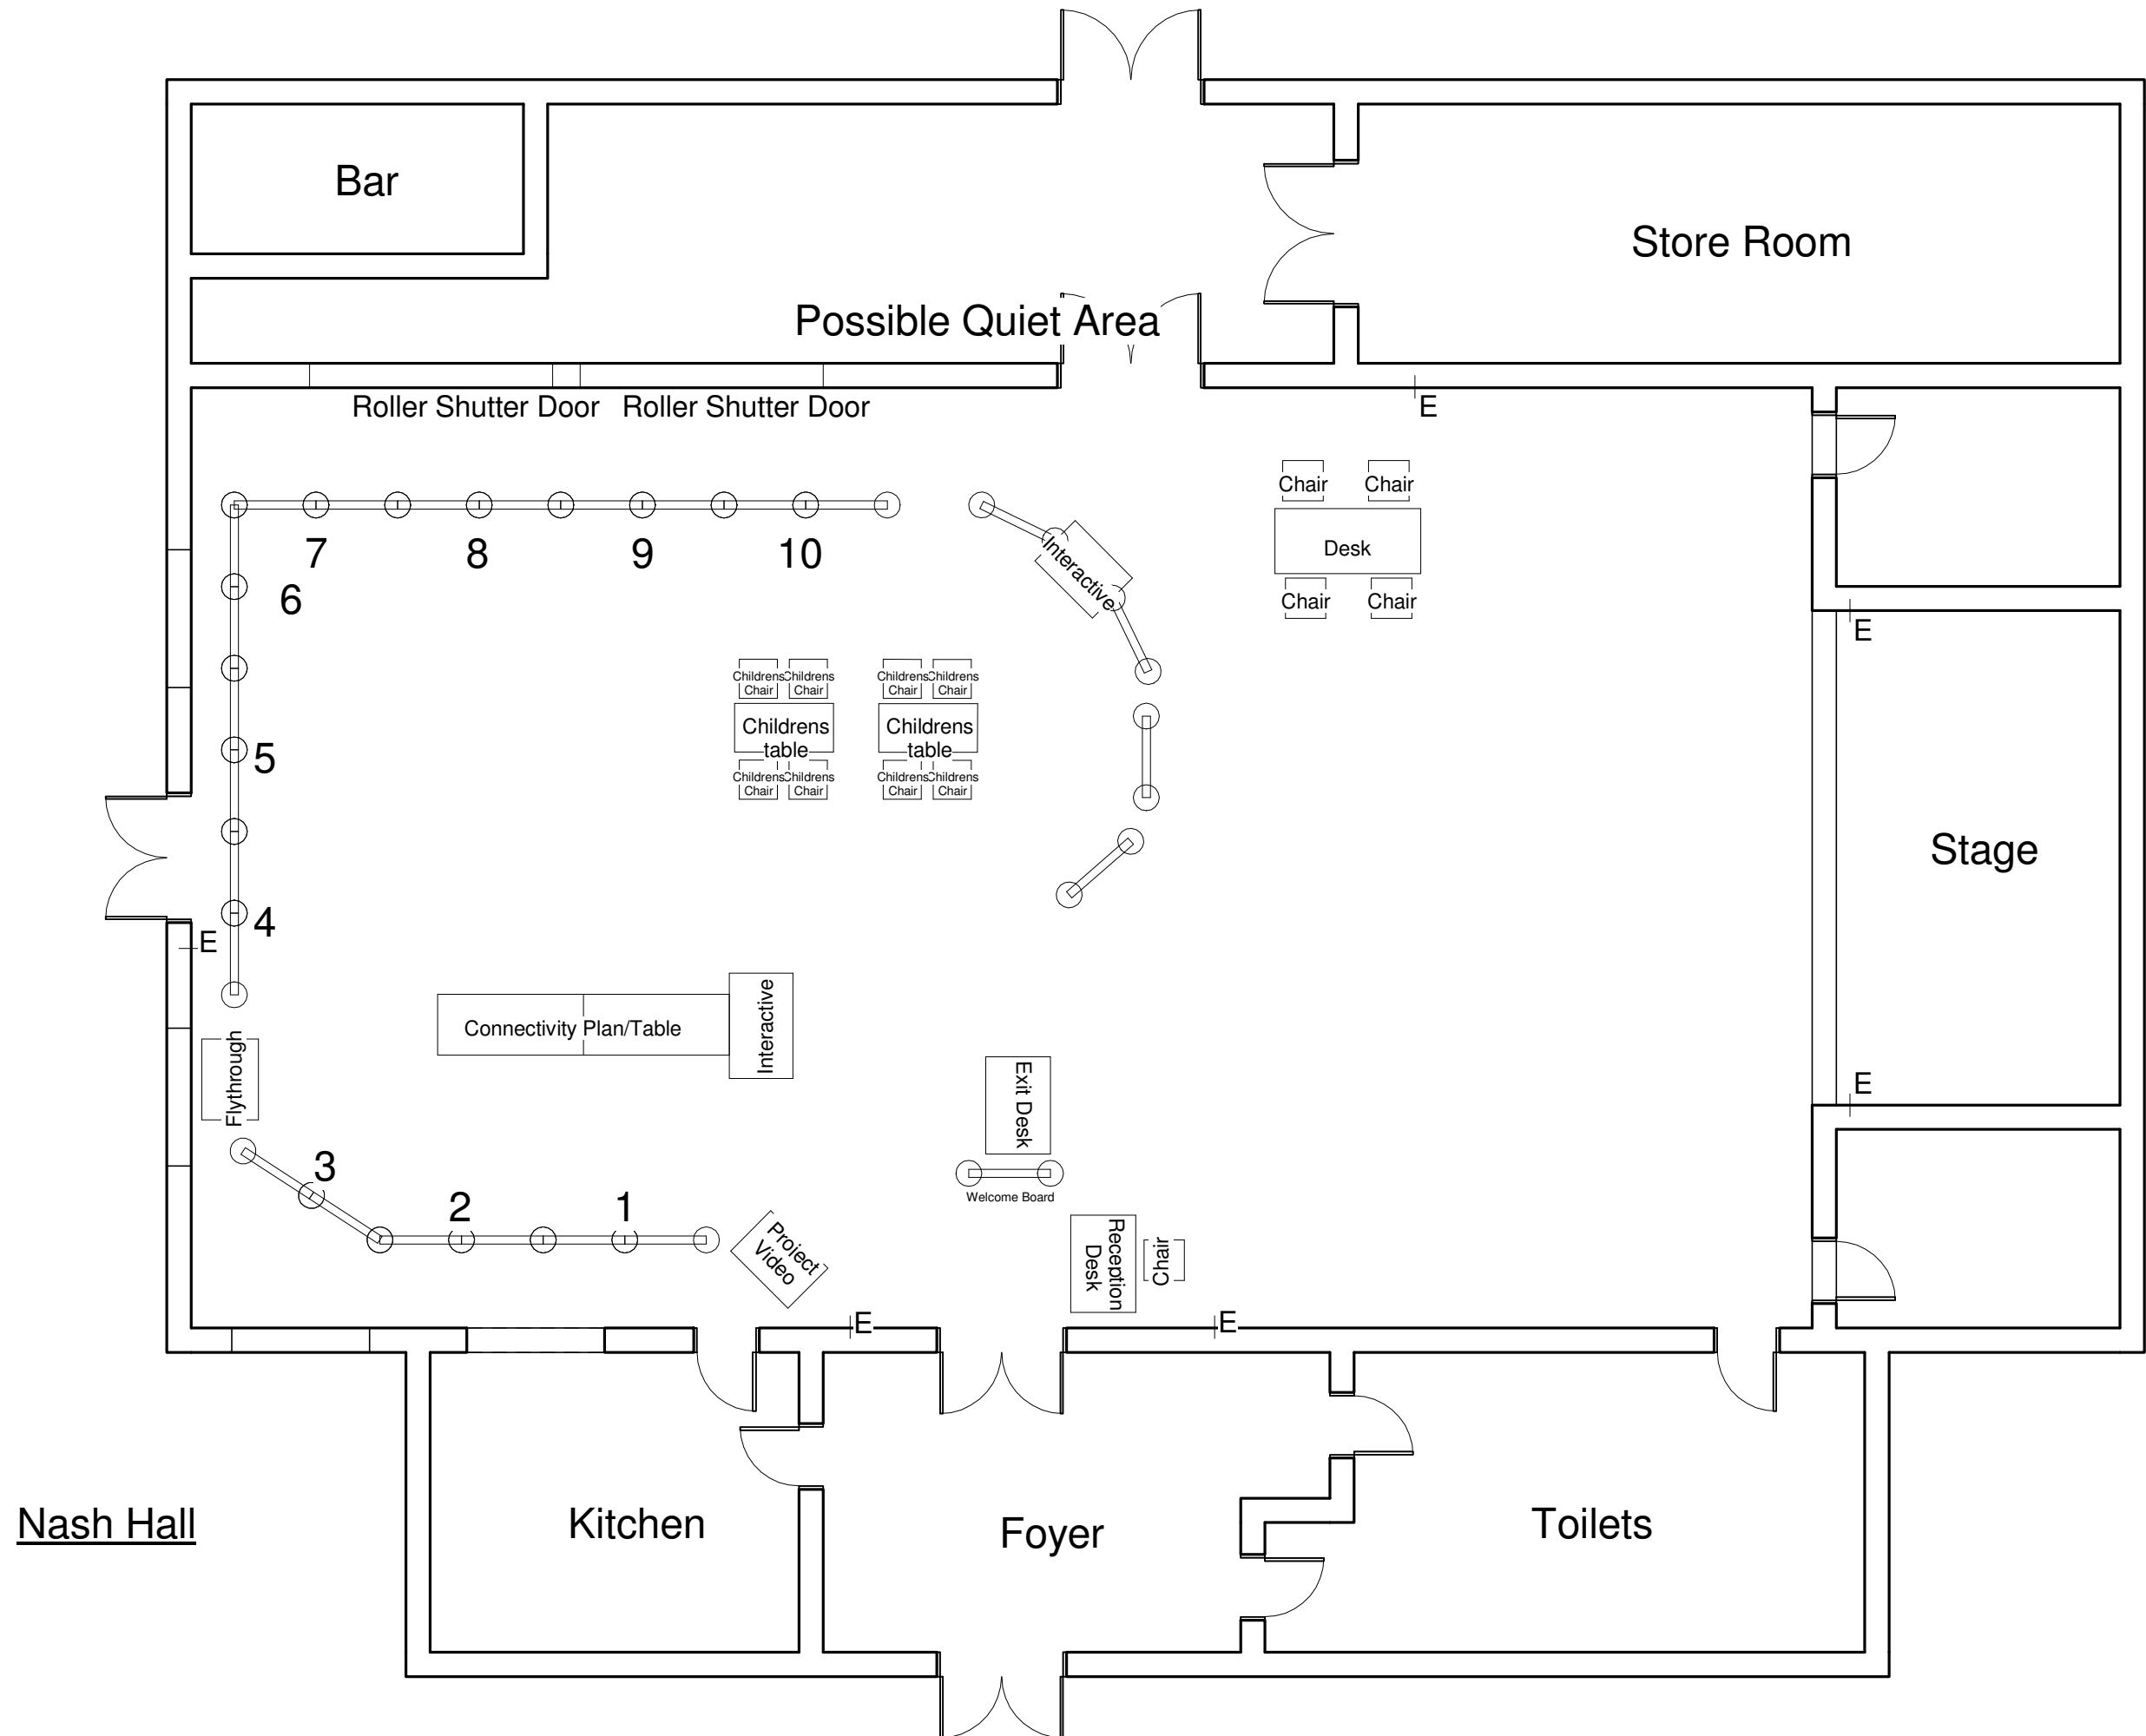 Bar
Store Room
Possible Quiet Area
Roller Shutter Door
Roller Shutter Door
E
Chair
Chair
Desk
Chair
Chair
7
8
9
10
Interactive
6
E
Childrens
Chair
Childrens
Chair
Childrens
Chair
Childrens
Chair
Childrens
table
Childrens
table
Childrens
Chair
Childrens
Chair
Childrens
Chair
Childrens
Chair
5
Stage
4
E
Connectivity Plan/Table
Interactive
Flythrough
Exit Desk
E
3
2
1
Welcome Board
Project
Video
Reception
Desk
Chair
E
E
Nash Hall
Kitchen
Foyer
Toilets